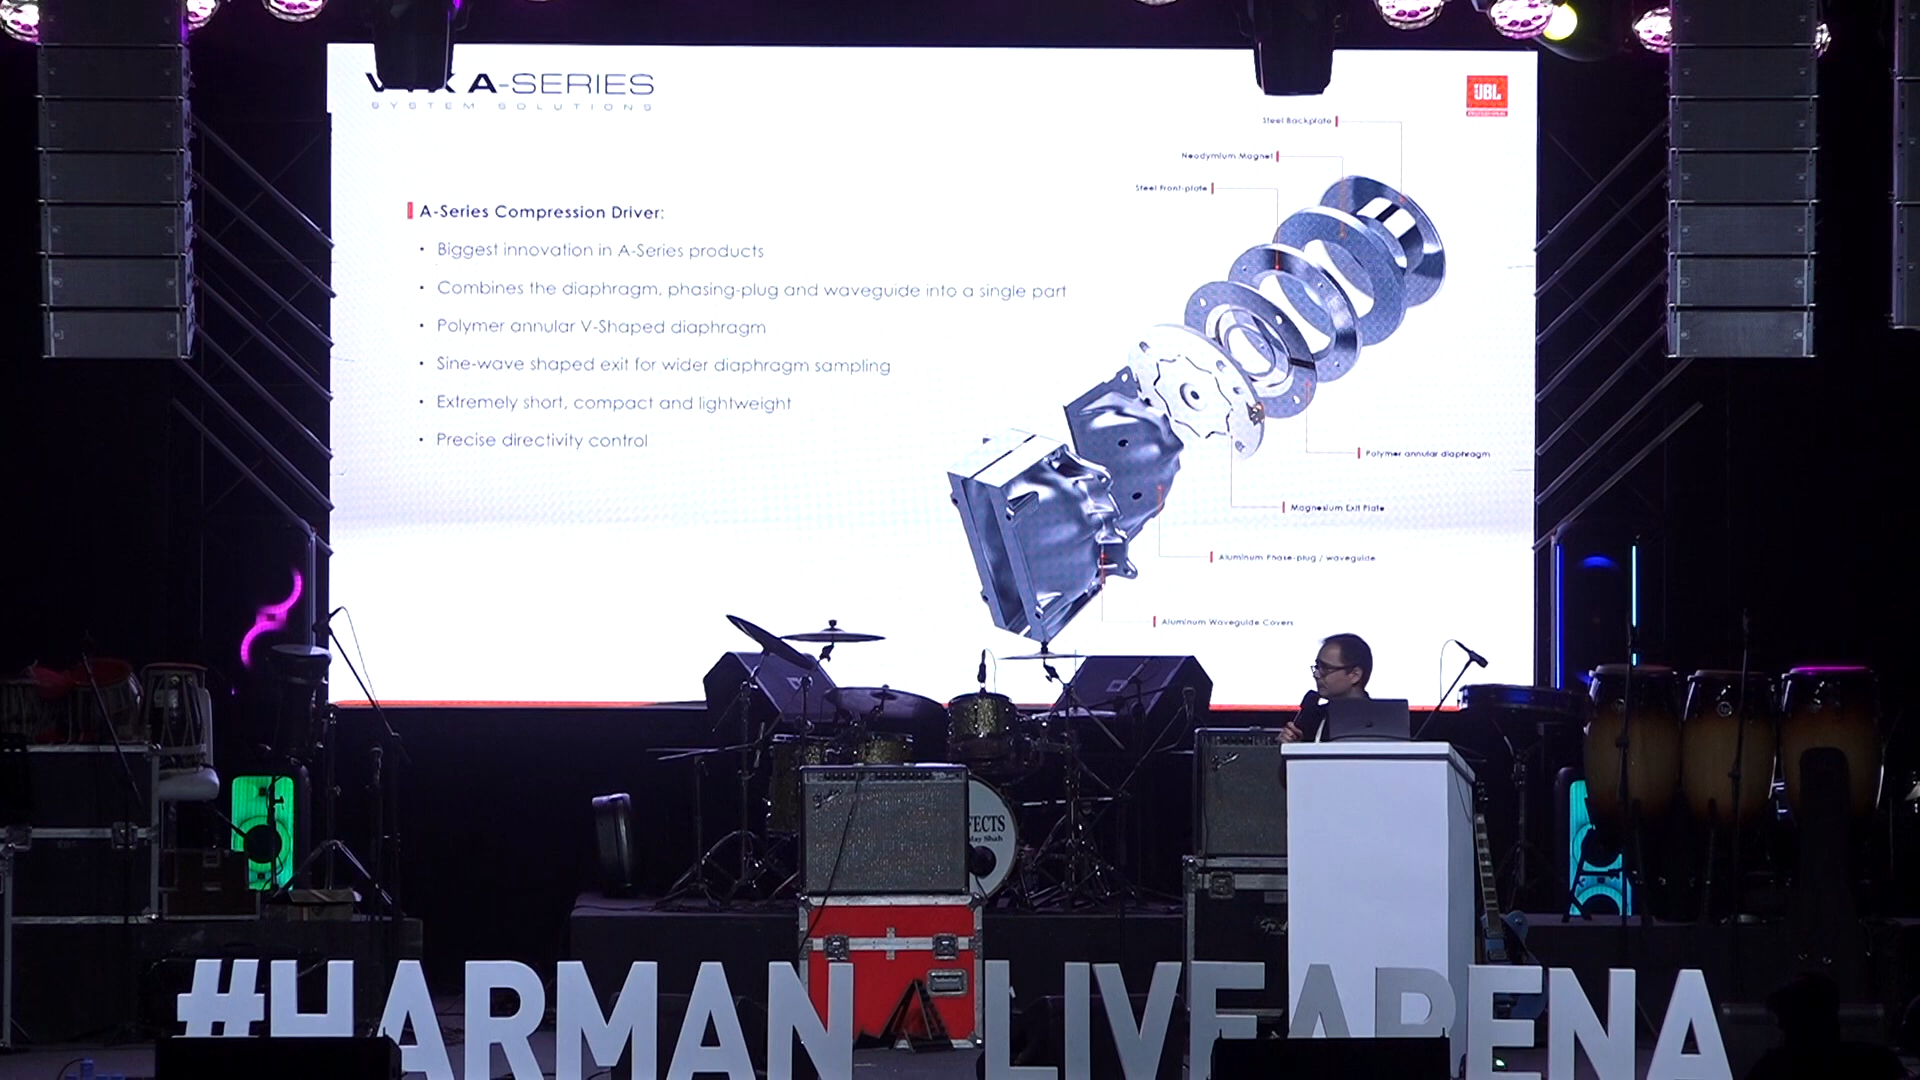 A-SERIES
SYSTEM SOLUTIONS
JBL
Steel Backplate
Neodymium Magnet
Steel Front-plate
A-Series Compression Driver:
• Biggest innovation in A-Series products
• Combines the diaphragm, phasing-plug and waveguide into a single part
• Polymer annular V-Shaped diaphragm
• Sine-wave shaped exit for wider diaphragm sampling
• Extremely short, compact and lightweight
• Precise directivity control
Polymer annular diaphragm
Magnesium Exit Plate
Aluminum Phase-plug / waveguide
Aluminum Waveguide Covers
FECTS
Shah
#HARMAN LIVEARENA